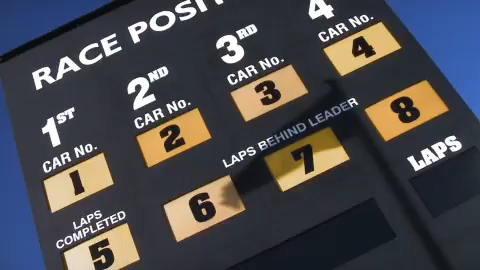 RACE POSIT
1ST 2ND 3RD 4
CAR No. CAR No. CAR No. CAR No.
1 2 3 4
LAPS BEHIND LEADER
LAPS
LAPS
COMPLETED
5 6 7 8